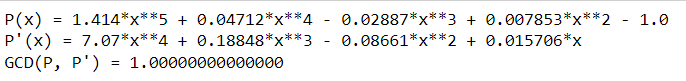 P(x) = 1.414*x**5 + 0.04712*x**4 - 0.02887*x**3 + 0.007853*x**2 - 1.0
P'(x) = 7.07*x**4 + 0.18848*x**3 - 0.08661*x**2 + 0.015706*x
GCD(P, P') = 1.00000000000000